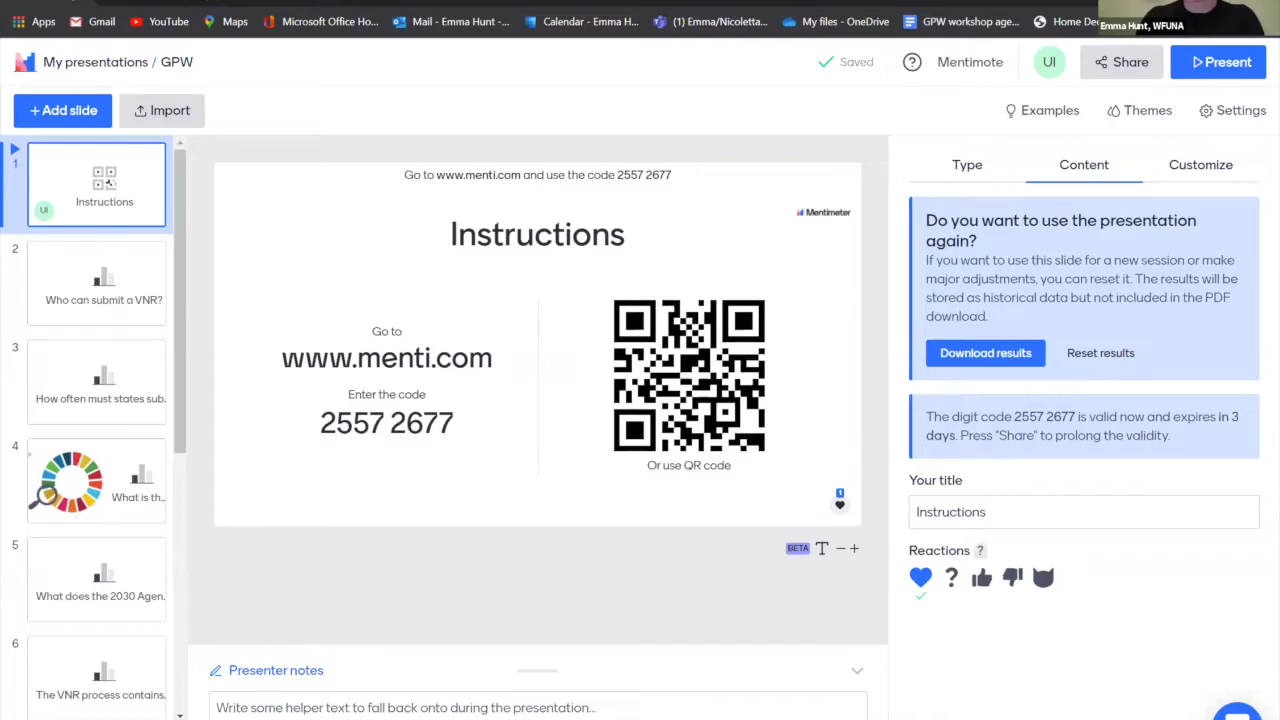 Apps
Gmail
YouTube
Maps
Microsoft Office Ho...
Mail - Emma Hunt -...
Calendar - Emma H...
(1) Emma/Nicoletta...
My files - OneDrive
GPW workshop age...
Home De
Emma Hunt, WFUNA
My presentations / GPW
Saved
?
Mentimote
UI
Share
Present
+ Add slide
Import
Examples
Themes
Settings
1
Instructions
UI
2
Who can submit a VNR?
3
How often must states sub.
4
What is th...
5
What does the 2030 Agen.
6
The VNR process contains.
Go to www.menti.com and use the code 2557 2677
Mentimeter
Instructions
Go to
www.menti.com
Enter the code
2557 2677
Or use QR code
1
BETA T − +
Presenter notes
Write some helper text to fall back onto during the presentation...
Type
Content
Customize
Do you want to use the presentation
again?
If you want to use this slide for a new session or make
major adjustments, you can reset it. The results will be
stored as historical data but not included in the PDF
download.
Download results
Reset results
The digit code 2557 2677 is valid now and expires in 3
days. Press "Share" to prolong the validity.
Your title
Instructions
Reactions ?
?